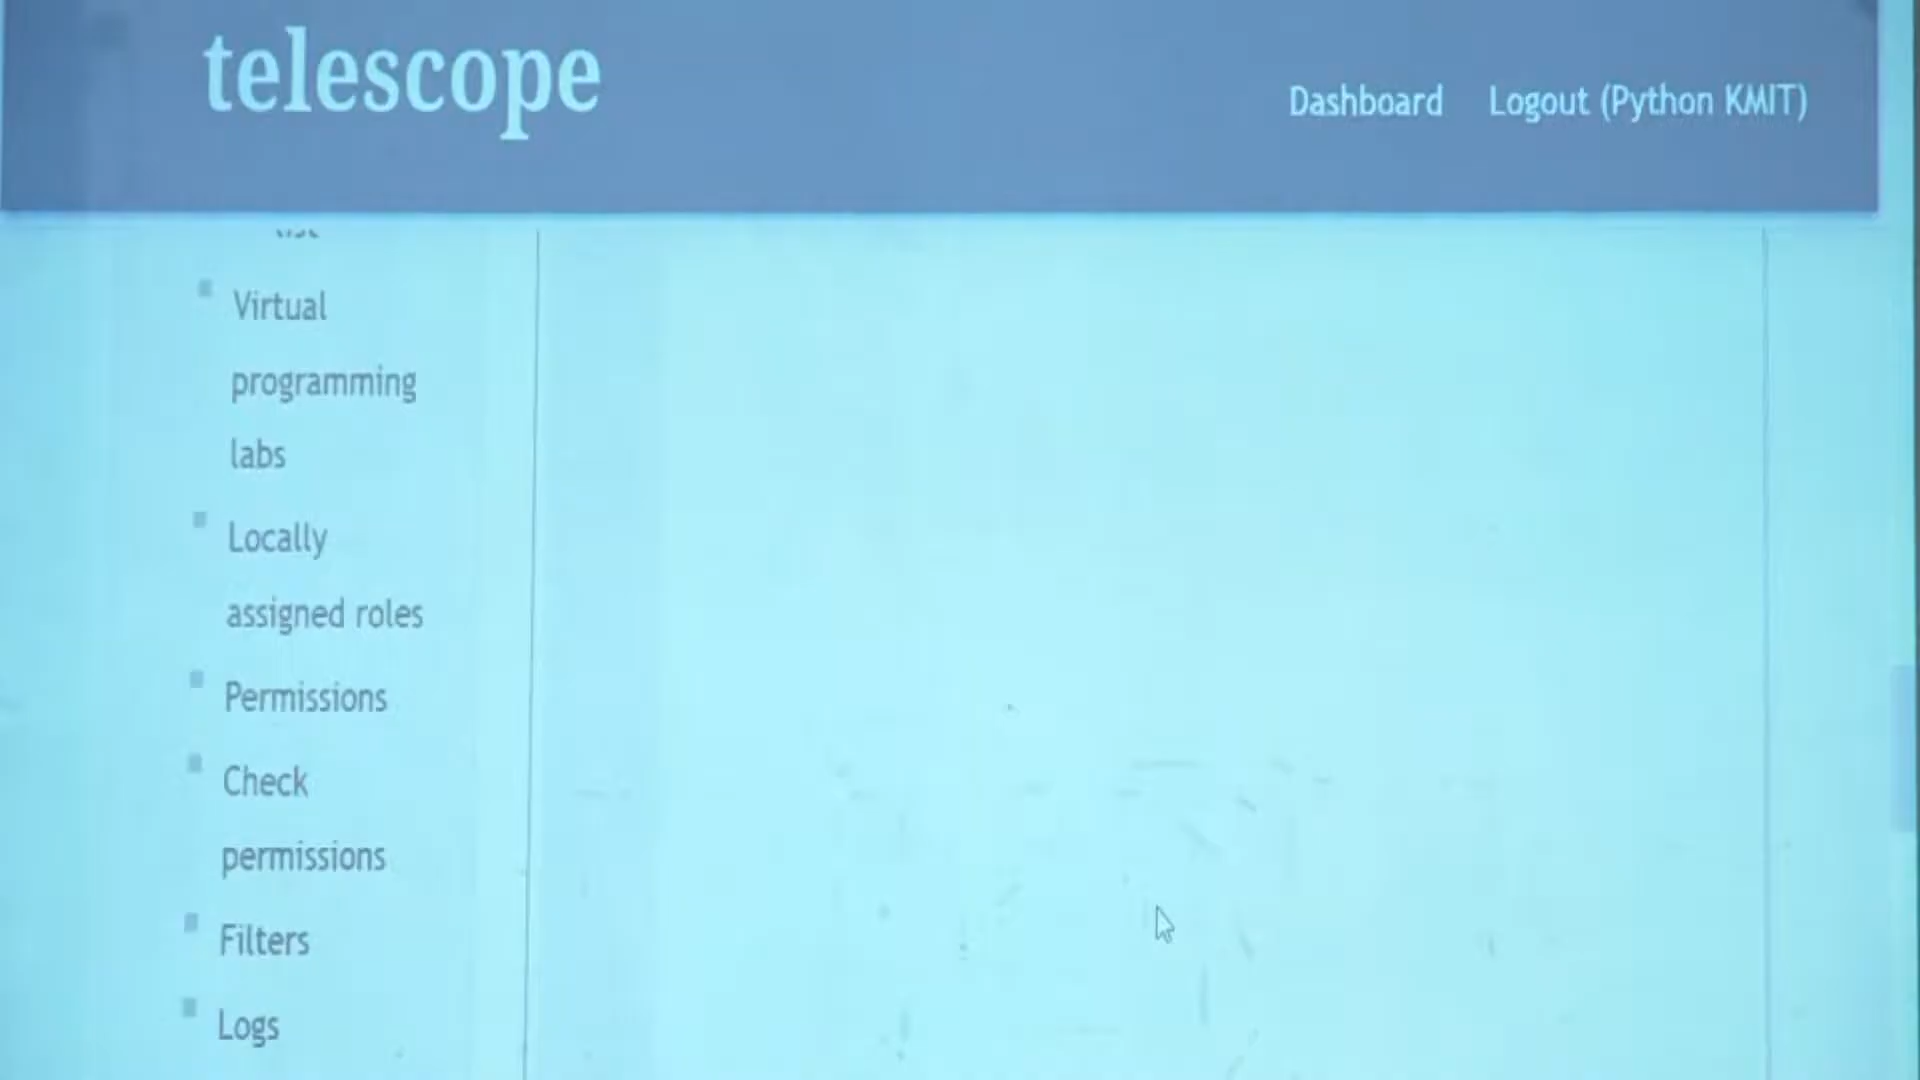 telescope
Dashboard
Logout (Python KMIT)
Virtual
programming
labs
Locally
assigned roles
Permissions
Check
permissions
Filters
Logs